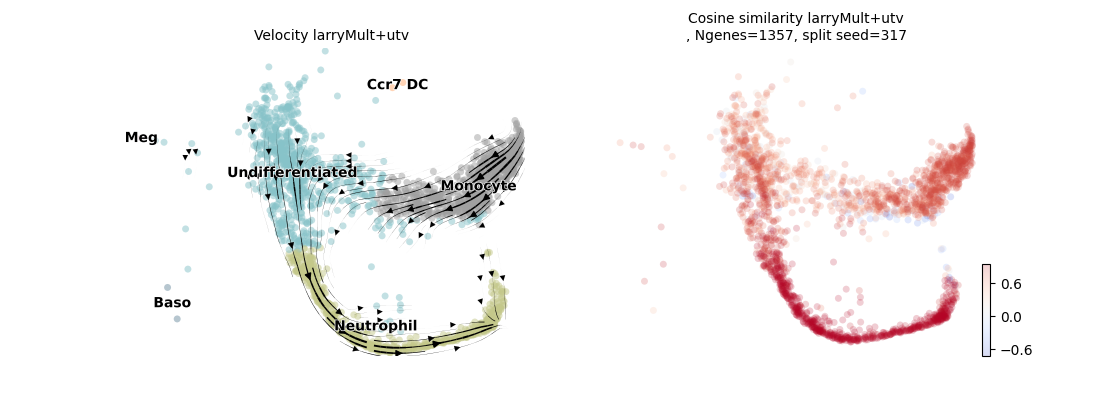 Velocity larryMult+utv
Ccr7 DC
Meg
Undifferentiated
Monocyte
Baso
Neutrophil
Cosine similarity larryMult+utv
, Ngenes=1357, split seed=317
0.6
0.0
−0.6